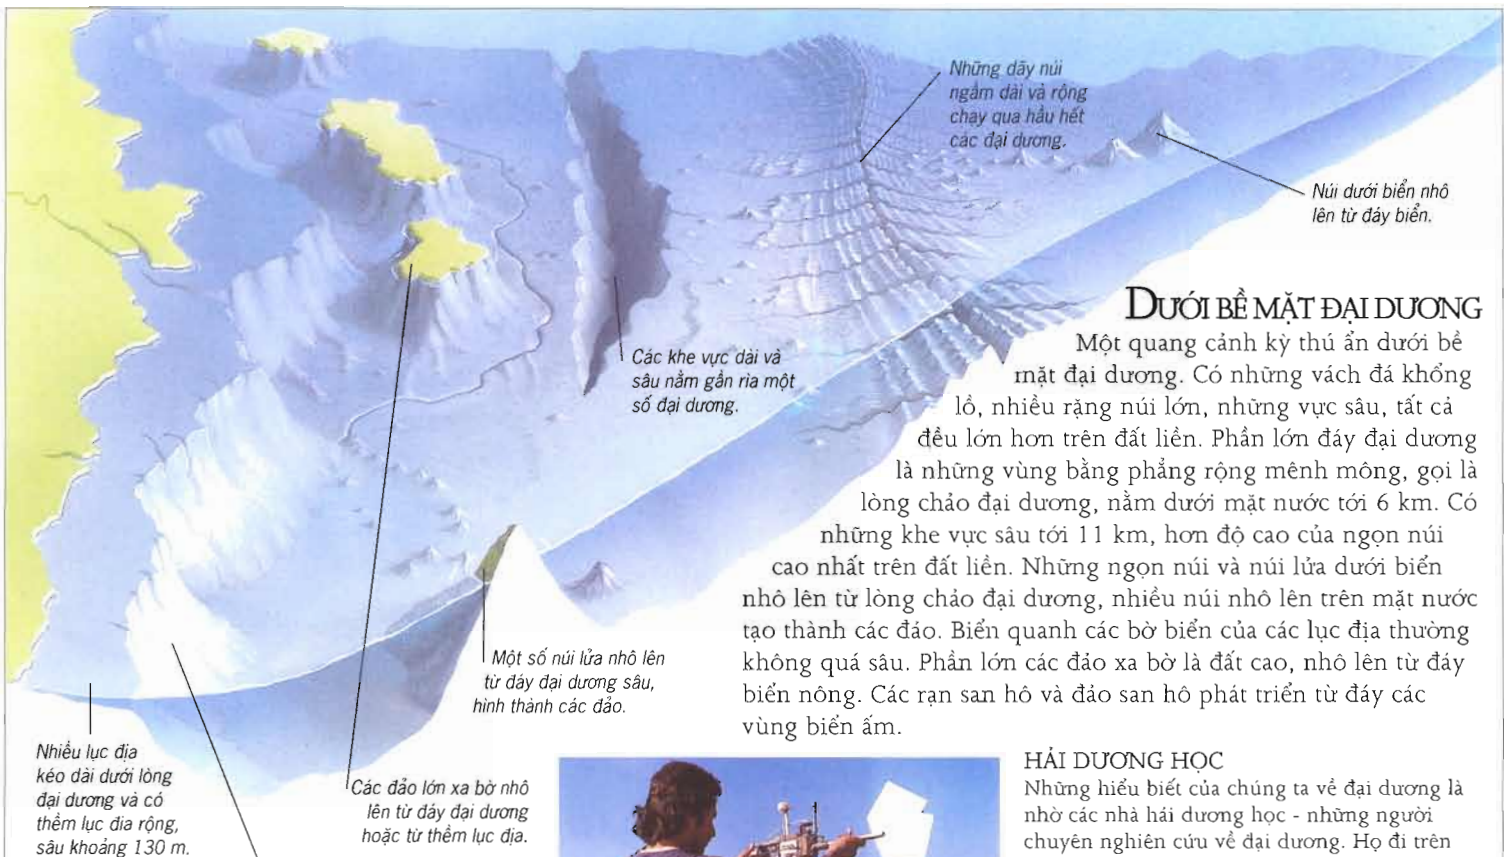 Những dãy núi
ngầm dài và rộng
chạy qua hầu hết
các đại dương.
Núi dưới biển nhô
lên từ đáy biển.
Các khe vực dài và
sâu nằm gần rìa một
số đại dương.
DƯỚI BỀ MẶT ĐẠI DƯƠNG
Một quang cảnh kỳ thú ẩn dưới bề
mặt đại dương. Có những vách đá khổng
lồ, nhiều rặng núi lớn, những vực sâu, tất cả
đều lớn hơn trên đất liền. Phần lớn đáy đại dương
là những vùng bằng phẳng rộng mênh mông, gọi là
lòng chảo đại dương, nằm dưới mặt nước tới 6 km. Có
những khe vực sâu tới 11 km, hơn độ cao của ngọn núi
cao nhất trên đất liền. Những ngọn núi và núi lửa dưới biển
nhô lên từ lòng chảo đại dương, nhiều núi nhô lên trên mặt nước
tạo thành các đảo. Biển quanh các bờ biển của các lục địa thường
không quá sâu. Phần lớn các đảo xa bờ là đất cao, nhô lên từ đáy
biển nông. Các rạn san hô và đảo san hô phát triển từ đáy các
vùng biển ấm.
Một số núi lửa nhô lên
từ đáy đại dương sâu,
hình thành các đảo.
Nhiều lục địa
kéo dài dưới lòng
đại dương và có
thềm lục địa rộng,
sâu khoảng 130 m.
Các đảo lớn xa bờ nhô
lên từ đáy đại dương
hoặc từ thềm lục địa.
HẢI DƯƠNG HỌC
Những hiểu biết của chúng ta về đại dương là
nhờ các nhà hải dương học - những người
chuyên nghiên cứu về đại dương. Họ đi trên